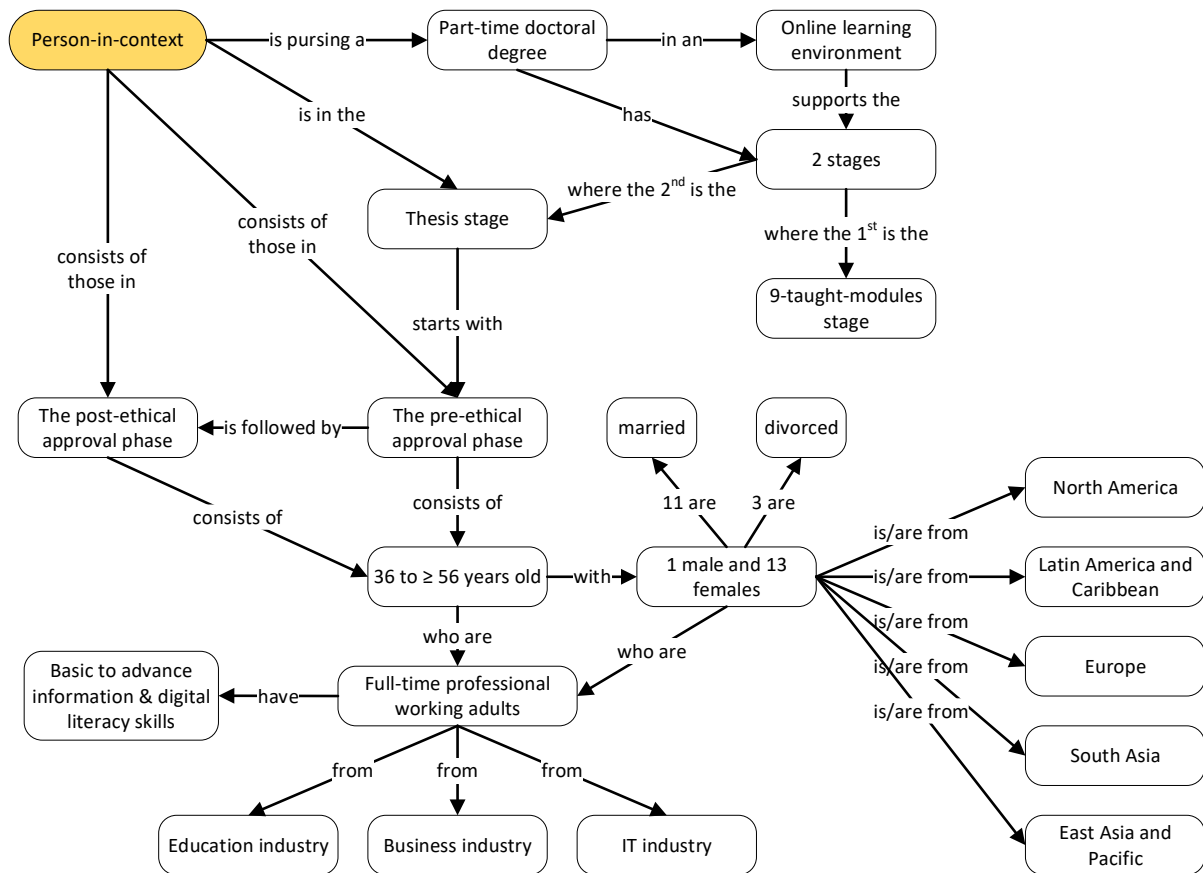 Person-in-context
is pursing a
Part-time doctoral
degree
in an
Online learning
environment
supports the
is in the
has
2 stages
where the 2nd is the
Thesis stage
consists of
those in
where the 1st is the
consists of
those in
9-taught-modules
stage
starts with
The post-ethical
approval phase
is followed by
The pre-ethical
approval phase
married
divorced
North America
11 are
3 are
consists of
consists of
is/are from
36 to ≥ 56 years old
with
1 male and 13
females
is/are from
Latin America and
Caribbean
is/are from
who are
who are
Europe
is/are from
Basic to advance
information & digital
literacy skills
have
Full-time professional
working adults
is/are from
South Asia
from
from
from
Education industry
Business industry
IT industry
East Asia and
Pacific